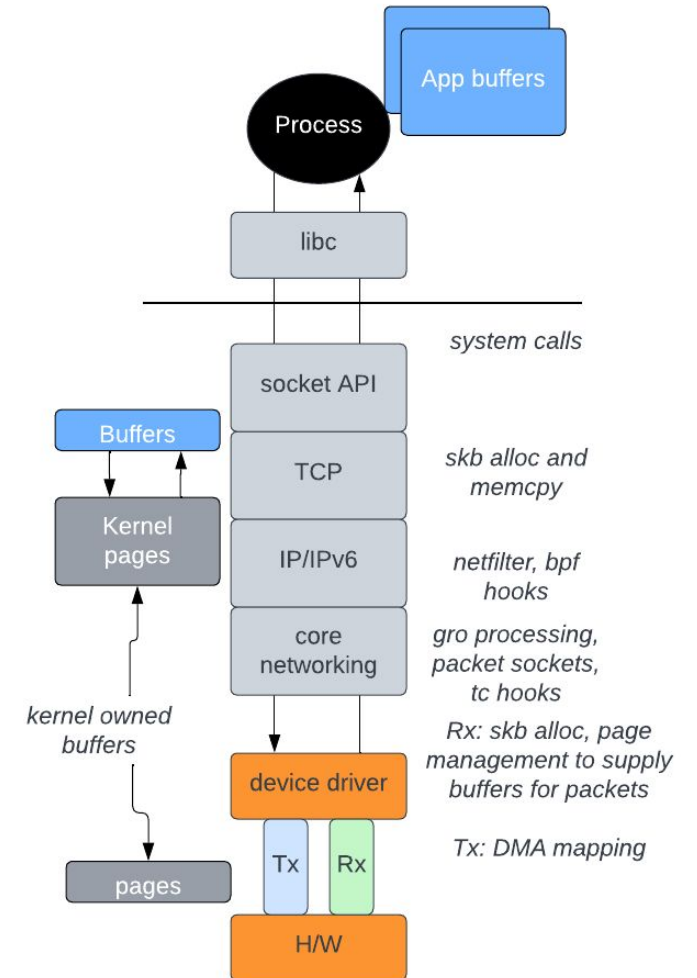 App buffers
Process
libc
system calls
socket API
Buffers
TCP
skb alloc and
memcpy
Kernel
pages
IP/IPv6
netfilter, bpf
hooks
core
networking
gro processing,
packet sockets,
tc hooks
kernel owned
buffers
Rx: skb alloc, page
management to supply
buffers for packets
device driver
Tx: DMA mapping
Tx
Rx
pages
H/W